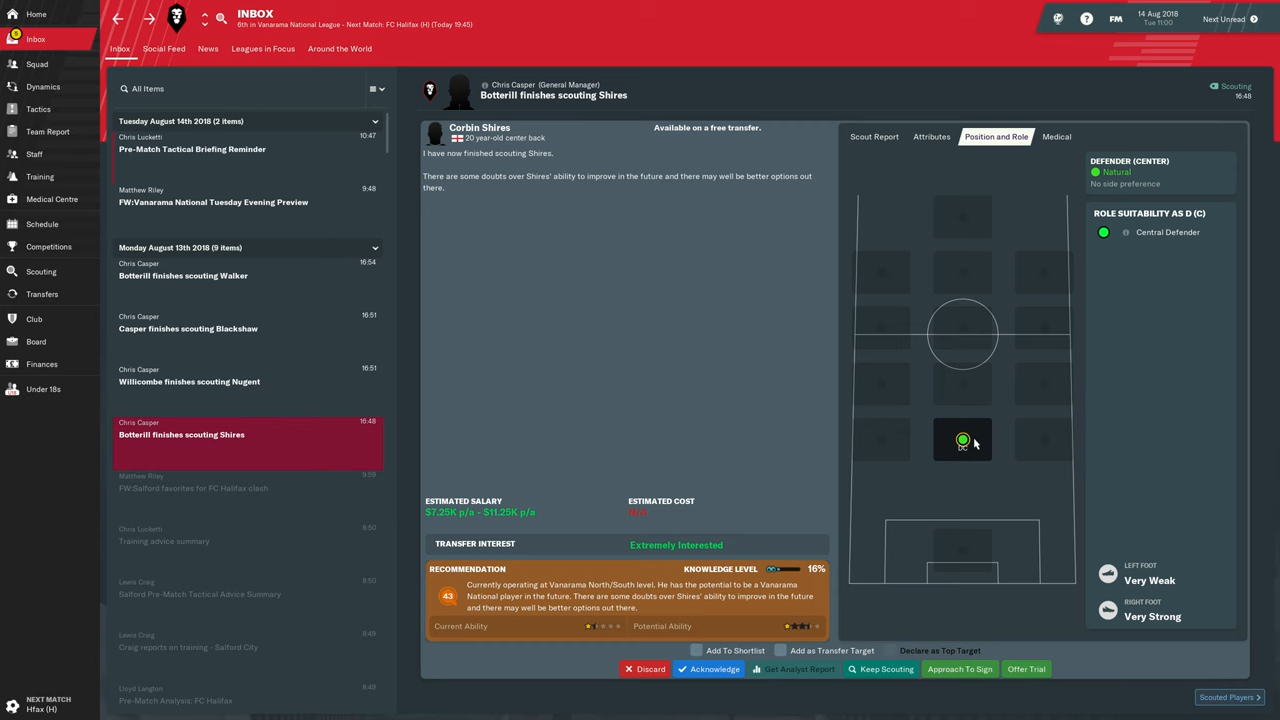 Home
Inbox
5
Squad
Dynamics
Tactics
Team Report
Staff
Training
Medical Centre
Schedule
Competitions
Scouting
Transfers
Club
Board
Finances
Under 18s
NEXT MATCH
Hfax (H)
INBOX
6th in Vanarama National League - Next Match: FC Halifax (H) (Today 19:45)
FM
14 Aug 2018
Tue 11:00
Next Unread
Inbox
Social Feed
News
Leagues in Focus
Around the World
All Items
Tuesday August 14th 2018 (2 items)
Chris Lucketti
10:47
Pre-Match Tactical Briefing Reminder
Matthew Riley
9:48
FW:Vanarama National Tuesday Evening Preview
Monday August 13th 2018 (9 items)
Chris Casper
16:54
Botterill finishes scouting Walker
Chris Casper
16:51
Casper finishes scouting Blackshaw
Chris Casper
16:51
Willicombe finishes scouting Nugent
Chris Casper
16:48
Botterill finishes scouting Shires
Matthew Riley
9:59
FW:Salford favorites for FC Halifax clash
Chris Lucketti
8:50
Training advice summary
Lewis Craig
8:50
Salford Pre-Match Tactical Advice Summary
Lewis Craig
8:49
Craig reports on training - Salford City
Lloyd Langton
8:49
Pre-Match Analysis: FC Halifax
Chris Casper (General Manager)
Botterill finishes scouting Shires
Scouting
16:48
Corbin Shires
20 year-old center back
Available on a free transfer.
I have now finished scouting Shires.
There are some doubts over Shires' ability to improve in the future and there may well be better options out
there.
ESTIMATED SALARY
$7.25K p/a - $11.25K p/a
ESTIMATED COST
N/A
TRANSFER INTEREST
Extremely Interested
RECOMMENDATION
KNOWLEDGE LEVEL
16%
43
Currently operating at Vanarama North/South level. He has the potential to be a Vanarama
National player in the future. There are some doubts over Shires' ability to improve in the future
and there may well be better options out there.
Current Ability
Potential Ability
Scout Report
Attributes
Position and Role
Medical
DC
DEFENDER (CENTER)
Natural
No side preference
ROLE SUITABILITY AS D (C)
Central Defender
LEFT FOOT
Very Weak
RIGHT FOOT
Very Strong
Add To Shortlist
Add as Transfer Target
Declare as Top Target
Discard
Acknowledge
Get Analyst Report
Keep Scouting
Approach To Sign
Offer Trial
Scouted Players